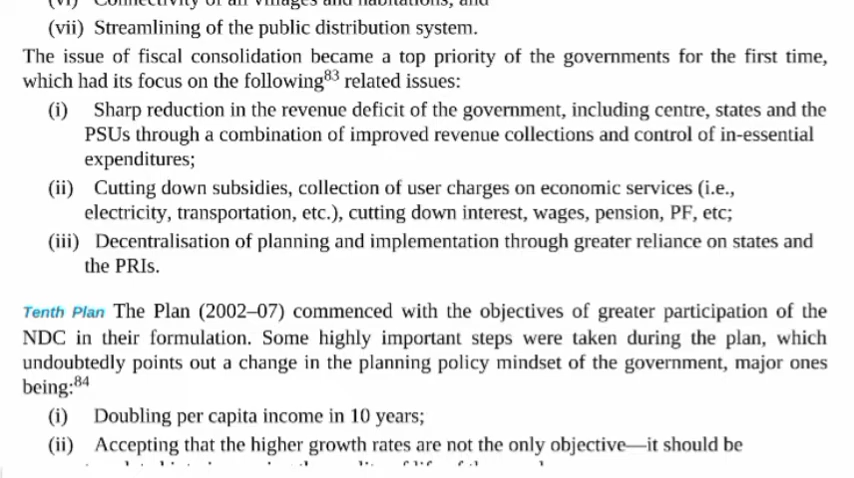 (vi) Connectivity of all villages and habitations; and
(vii) Streamlining of the public distribution system.
The issue of fiscal consolidation became a top priority of the governments for the first time,
which had its focus on the following83 related issues:
(i) Sharp reduction in the revenue deficit of the government, including centre, states and the
PSUs through a combination of improved revenue collections and control of in-essential
expenditures;
(ii) Cutting down subsidies, collection of user charges on economic services (i.e.,
electricity, transportation, etc.), cutting down interest, wages, pension, PF, etc;
(iii) Decentralisation of planning and implementation through greater reliance on states and
the PRIs.
Tenth Plan The Plan (2002–07) commenced with the objectives of greater participation of the
NDC in their formulation. Some highly important steps were taken during the plan, which
undoubtedly points out a change in the planning policy mindset of the government, major ones
being:84
(i) Doubling per capita income in 10 years;
(ii) Accepting that the higher growth rates are not the only objective—it should be